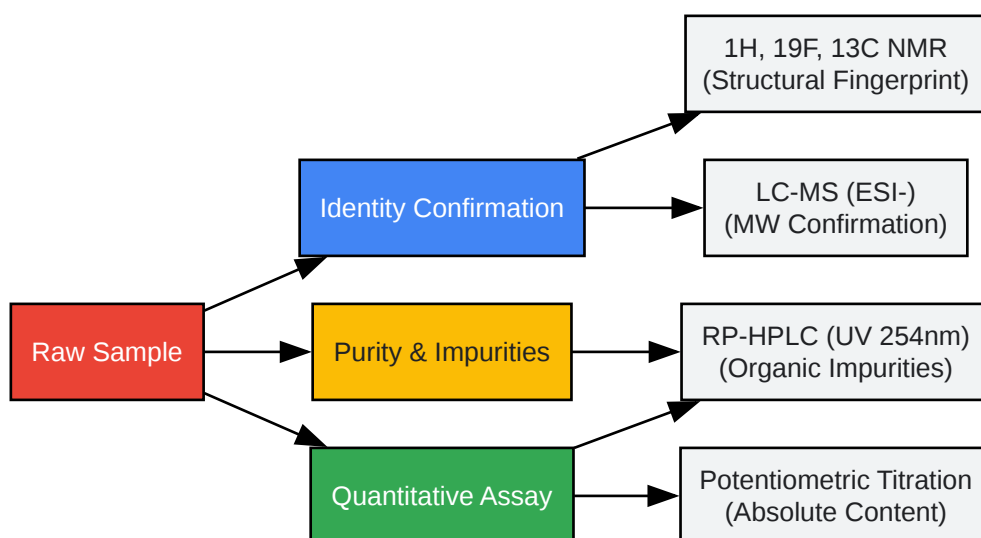 1H, 19F, 13C NMR
(Structural Fingerprint)
Identity Confirmation
LC-MS (ESI-)
(MW Confirmation)
Raw Sample
Purity & Impurities
RP-HPLC (UV 254nm)
(Organic Impurities)
Quantitative Assay
Potentiometric Titration
(Absolute Content)